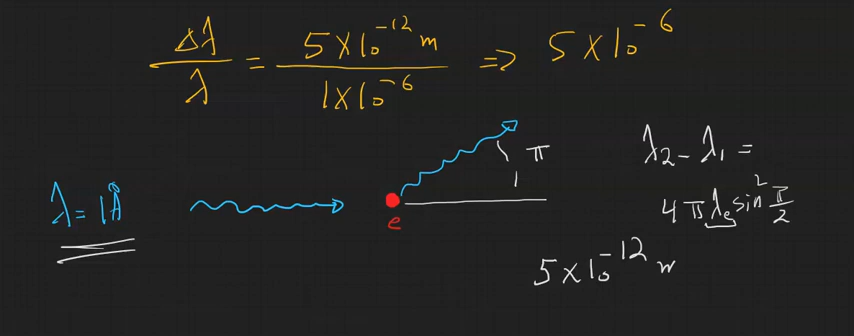 Δλ/λ = 5×10⁻¹² m / 1×10⁻⁶ ⇒ 5×10⁻⁶
λ = 1Å
e
π
λ₂ - λ₁ =
4πλₑ sin² π/2
5×10⁻¹² m